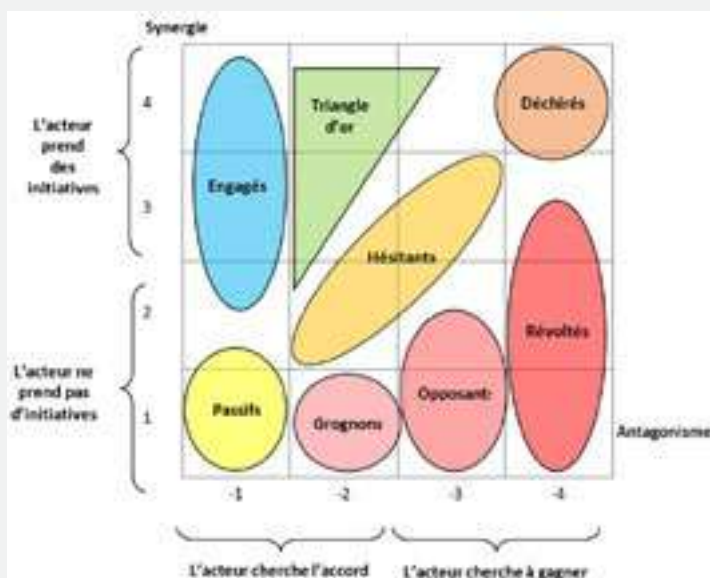 Synergie
4
Déchirés
Triangle
d'or
L'acteur
prend
des
initiatives
Engagés
3
Hésitants
2
Révoltés
L'acteur ne
prend pas
d'initiatives
1
Passifs
Grognons
Opposant:
Antagonisme
-1 -2 -3 -4
L'acteur cherche l'accord L'acteur cherche à gagner